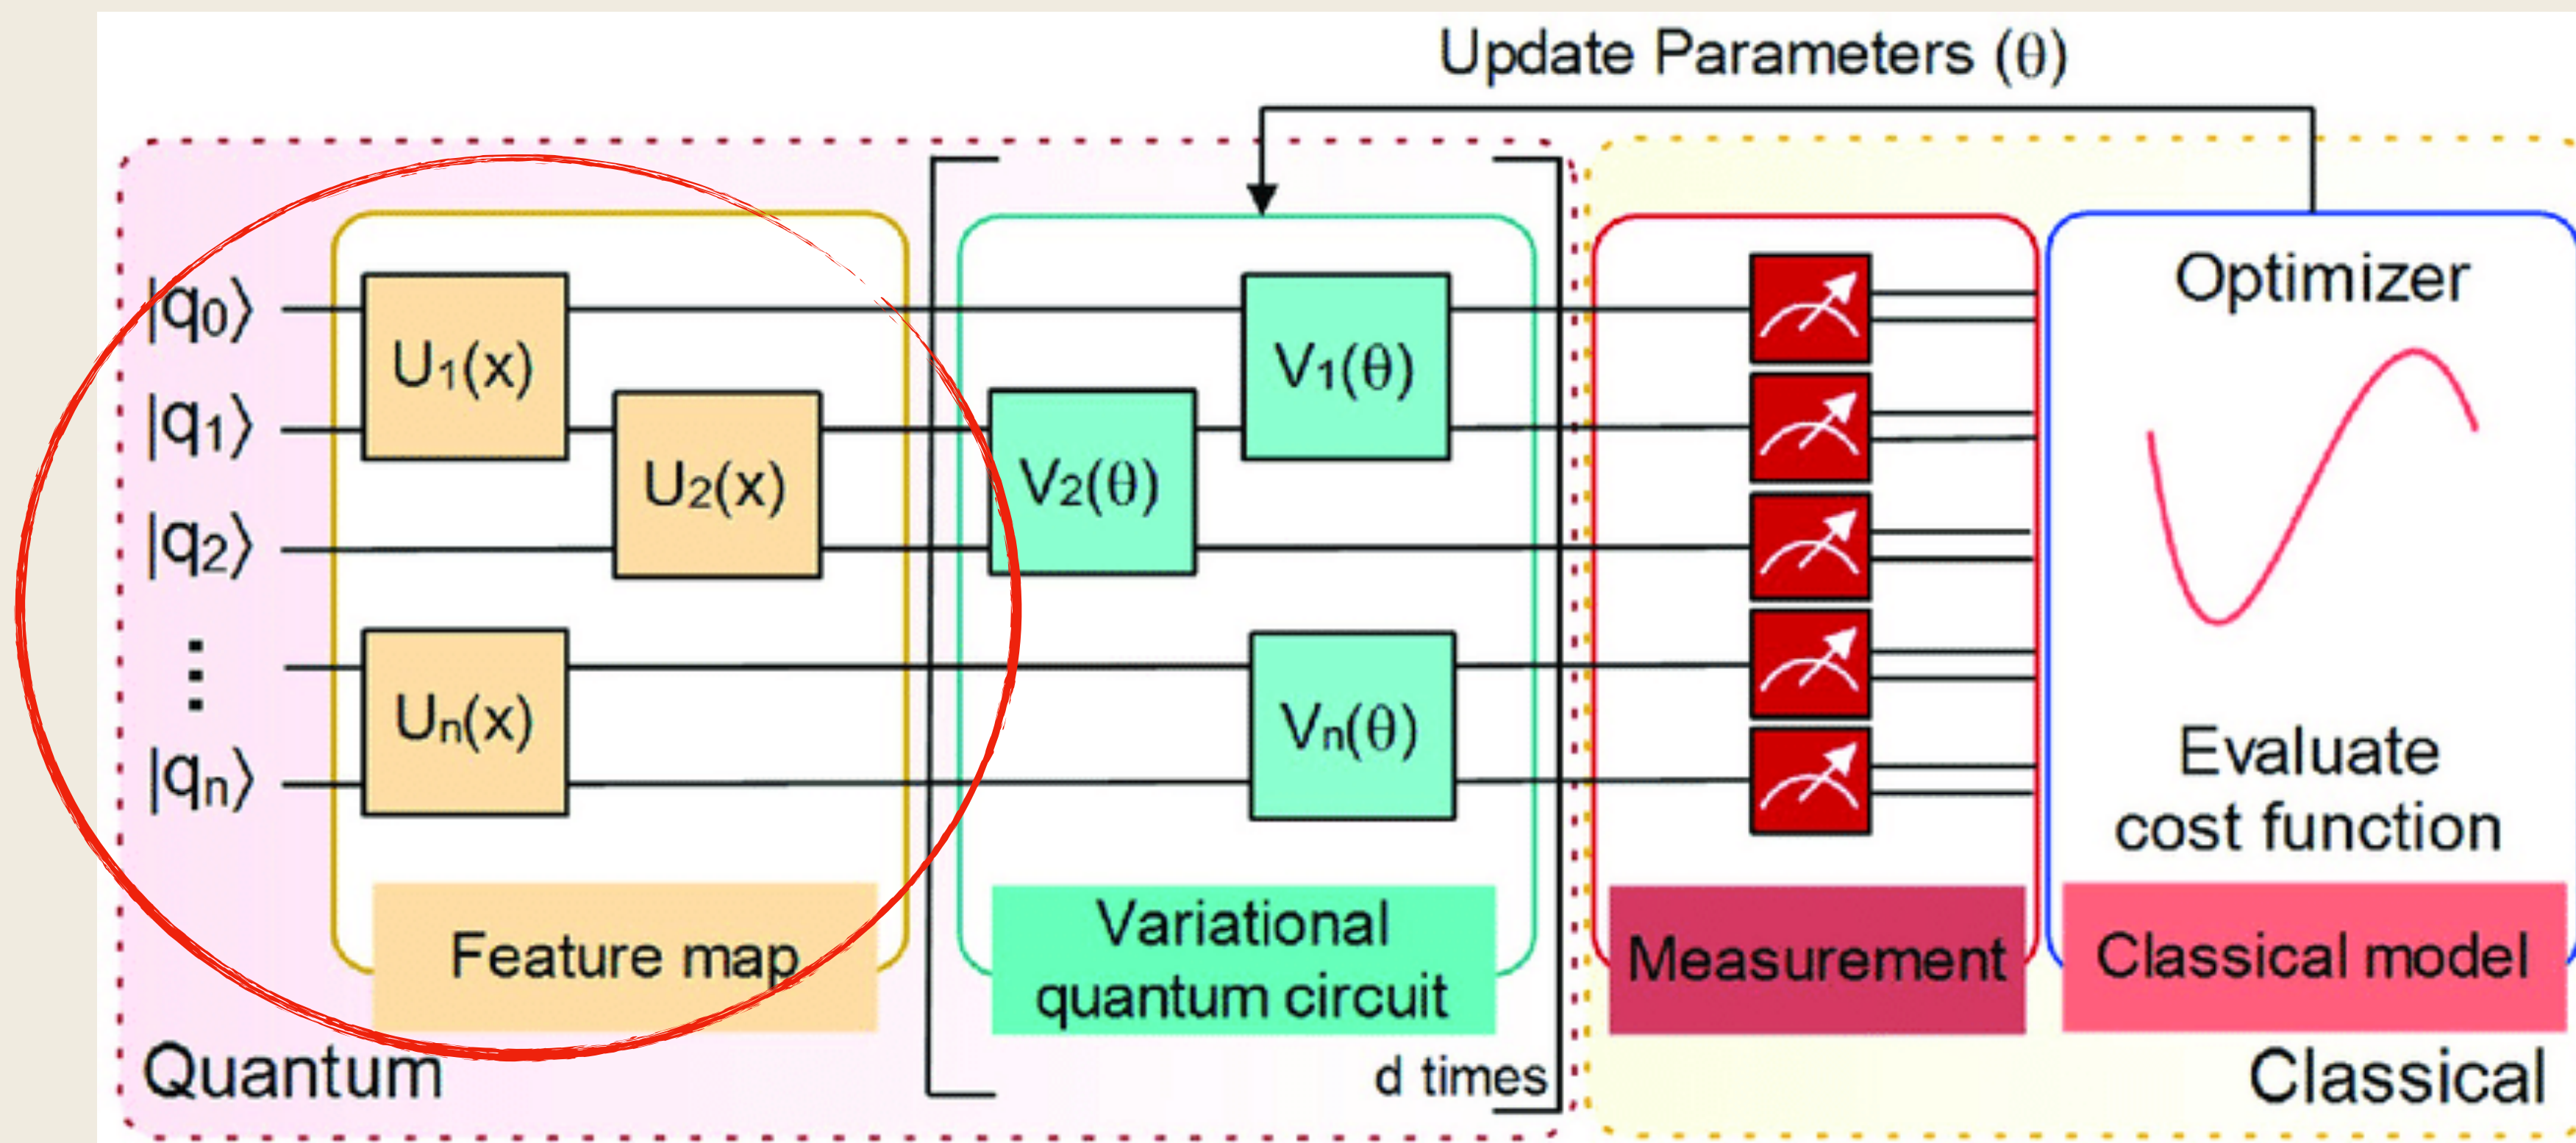 Update Parameters (θ)
|q₀⟩
U₁(x)
V₁(θ)
Optimizer
|q₁⟩
U₂(x)
V₂(θ)
|q₂⟩
⋮
Uₙ(x)
Vₙ(θ)
|qₙ⟩
Evaluate
cost function
Feature map
Variational
quantum circuit
Measurement
Classical model
Quantum
d times
Classical